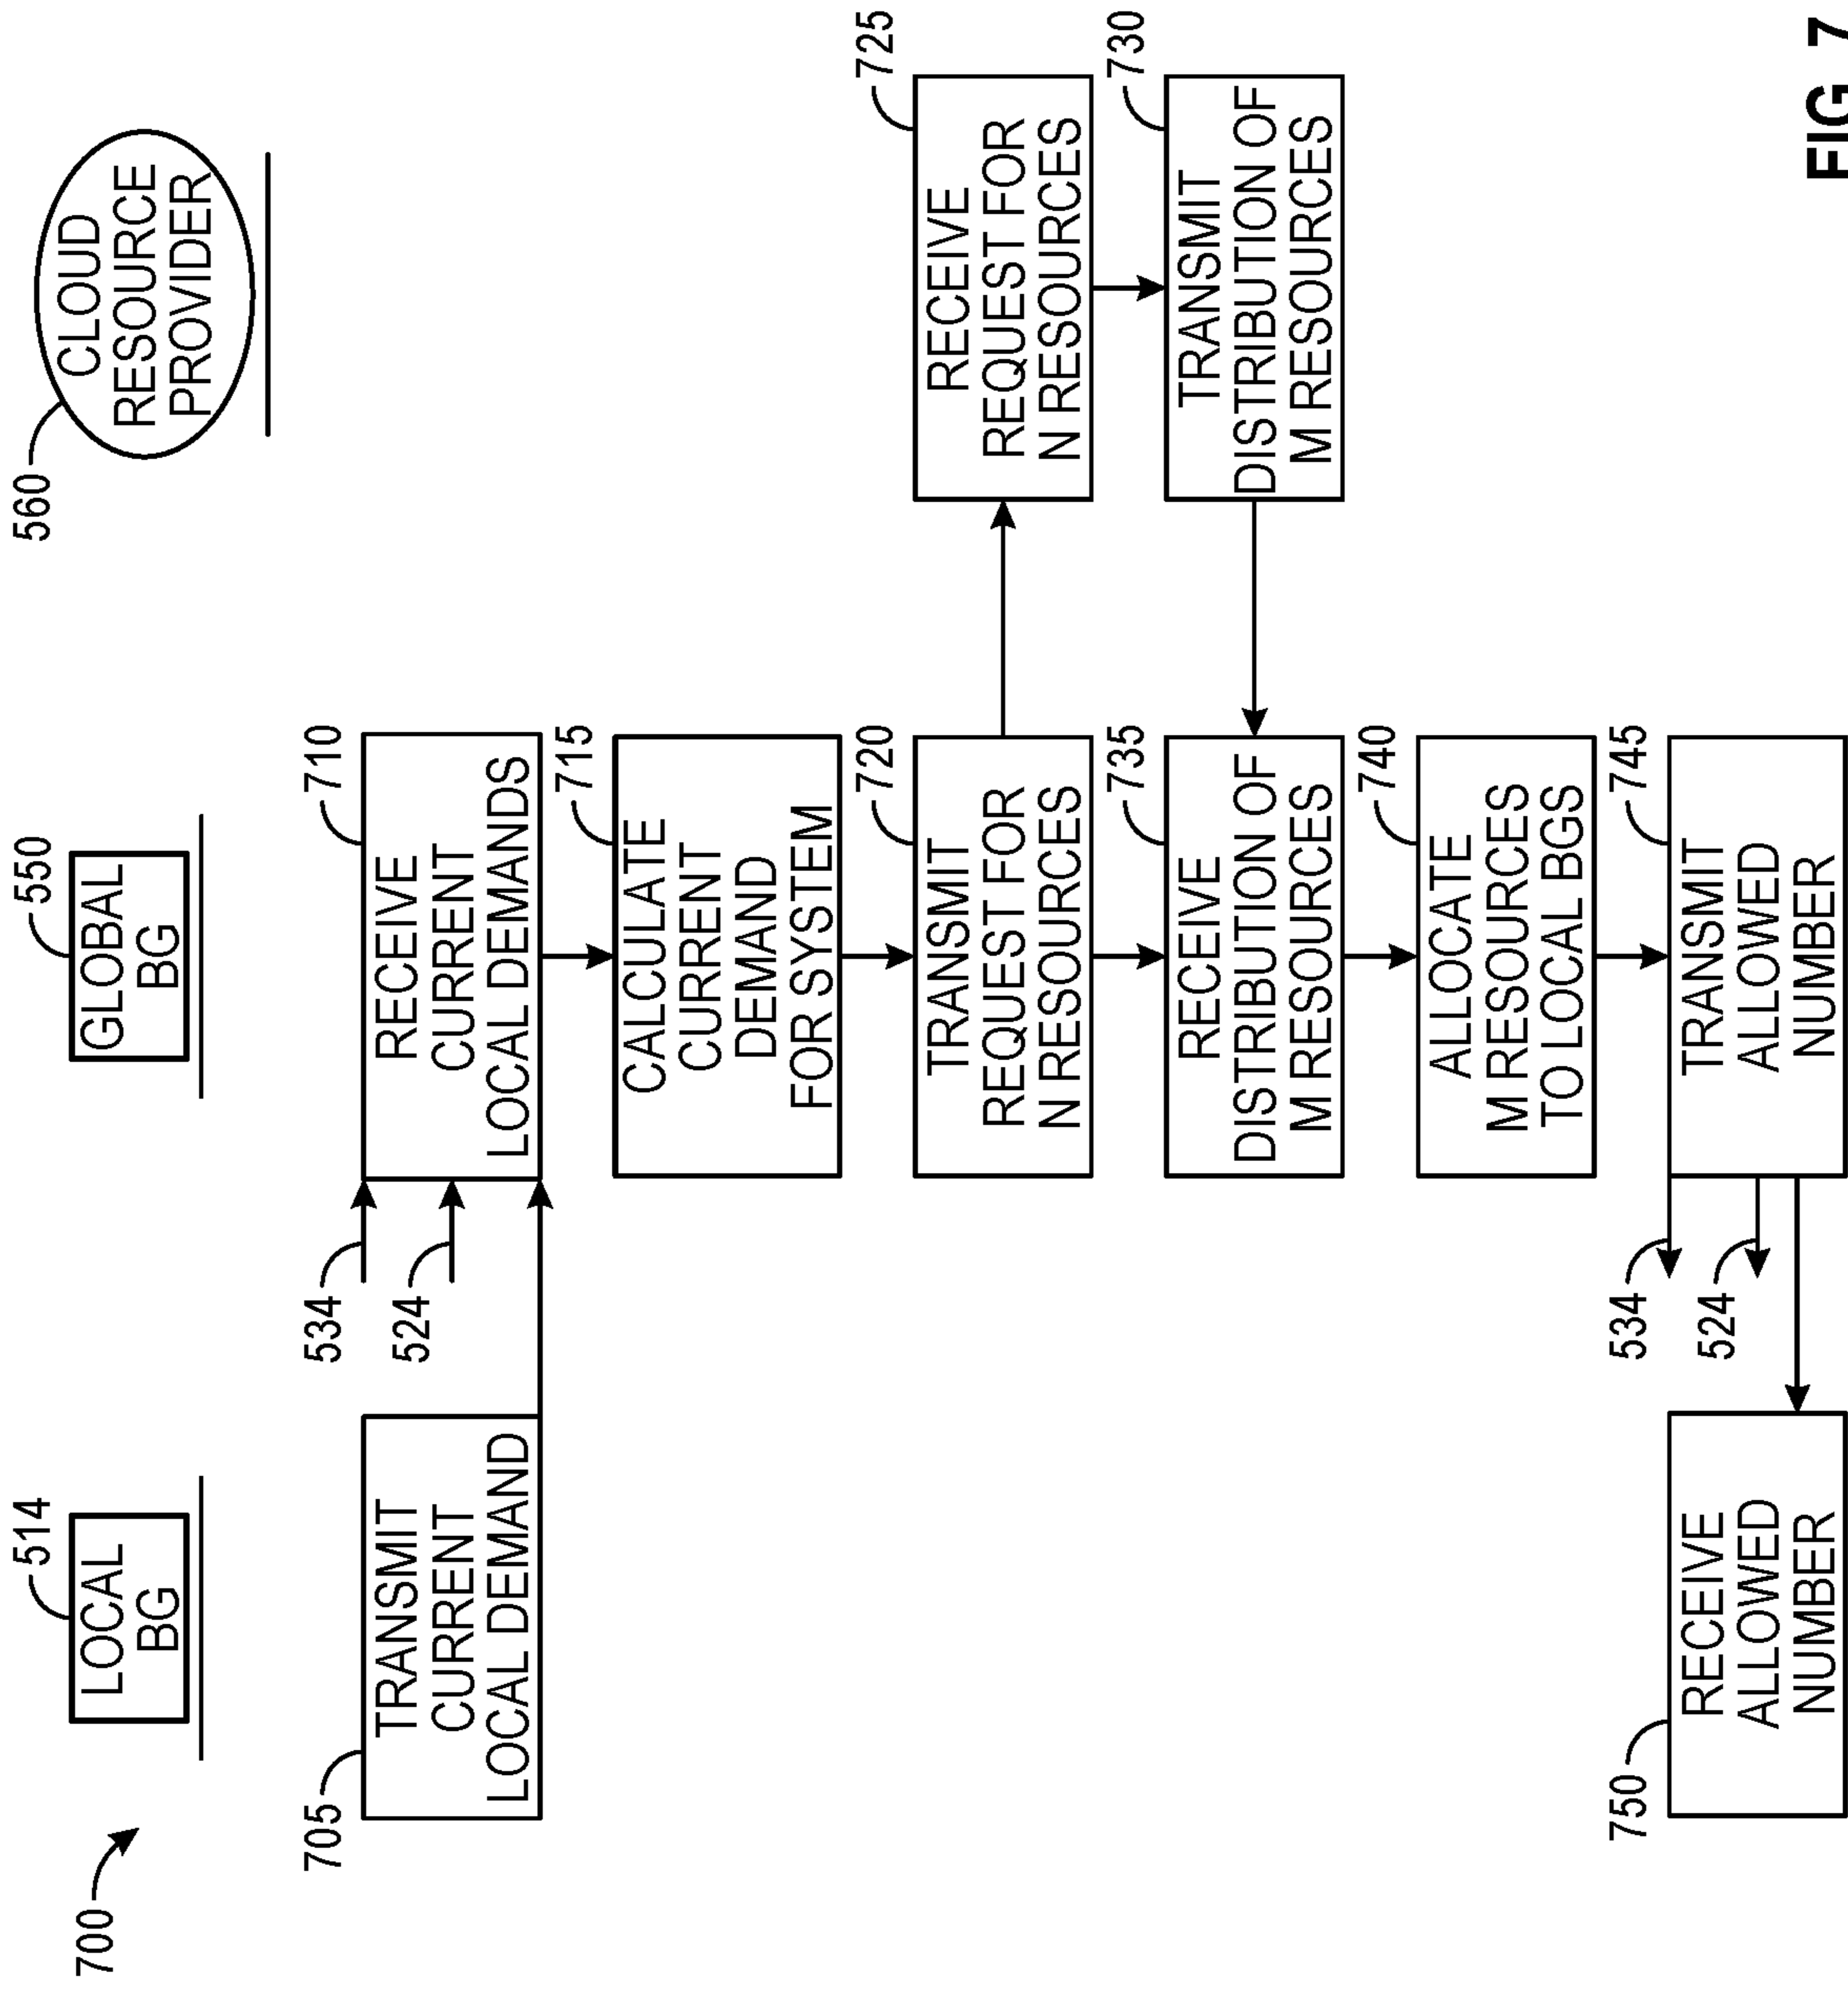 700
514
LOCAL
BG
550
GLOBAL
BG
560
CLOUD
RESOURCE
PROVIDER
705
TRANSMIT
CURRENT
LOCAL DEMAND
534
524
710
RECEIVE
CURRENT
LOCAL DEMANDS
715
CALCULATE
CURRENT
DEMAND
FOR SYSTEM
720
TRANSMIT
REQUEST FOR
N RESOURCES
725
RECEIVE
REQUEST FOR
N RESOURCES
730
TRANSMIT
DISTRIBUTION OF
M RESOURCES
735
RECEIVE
DISTRIBUTION OF
M RESOURCES
740
ALLOCATE
M RESOURCES
TO LOCAL BGS
745
TRANSMIT
ALLOWED
NUMBER
534
524
750
RECEIVE
ALLOWED
NUMBER
FIG 7